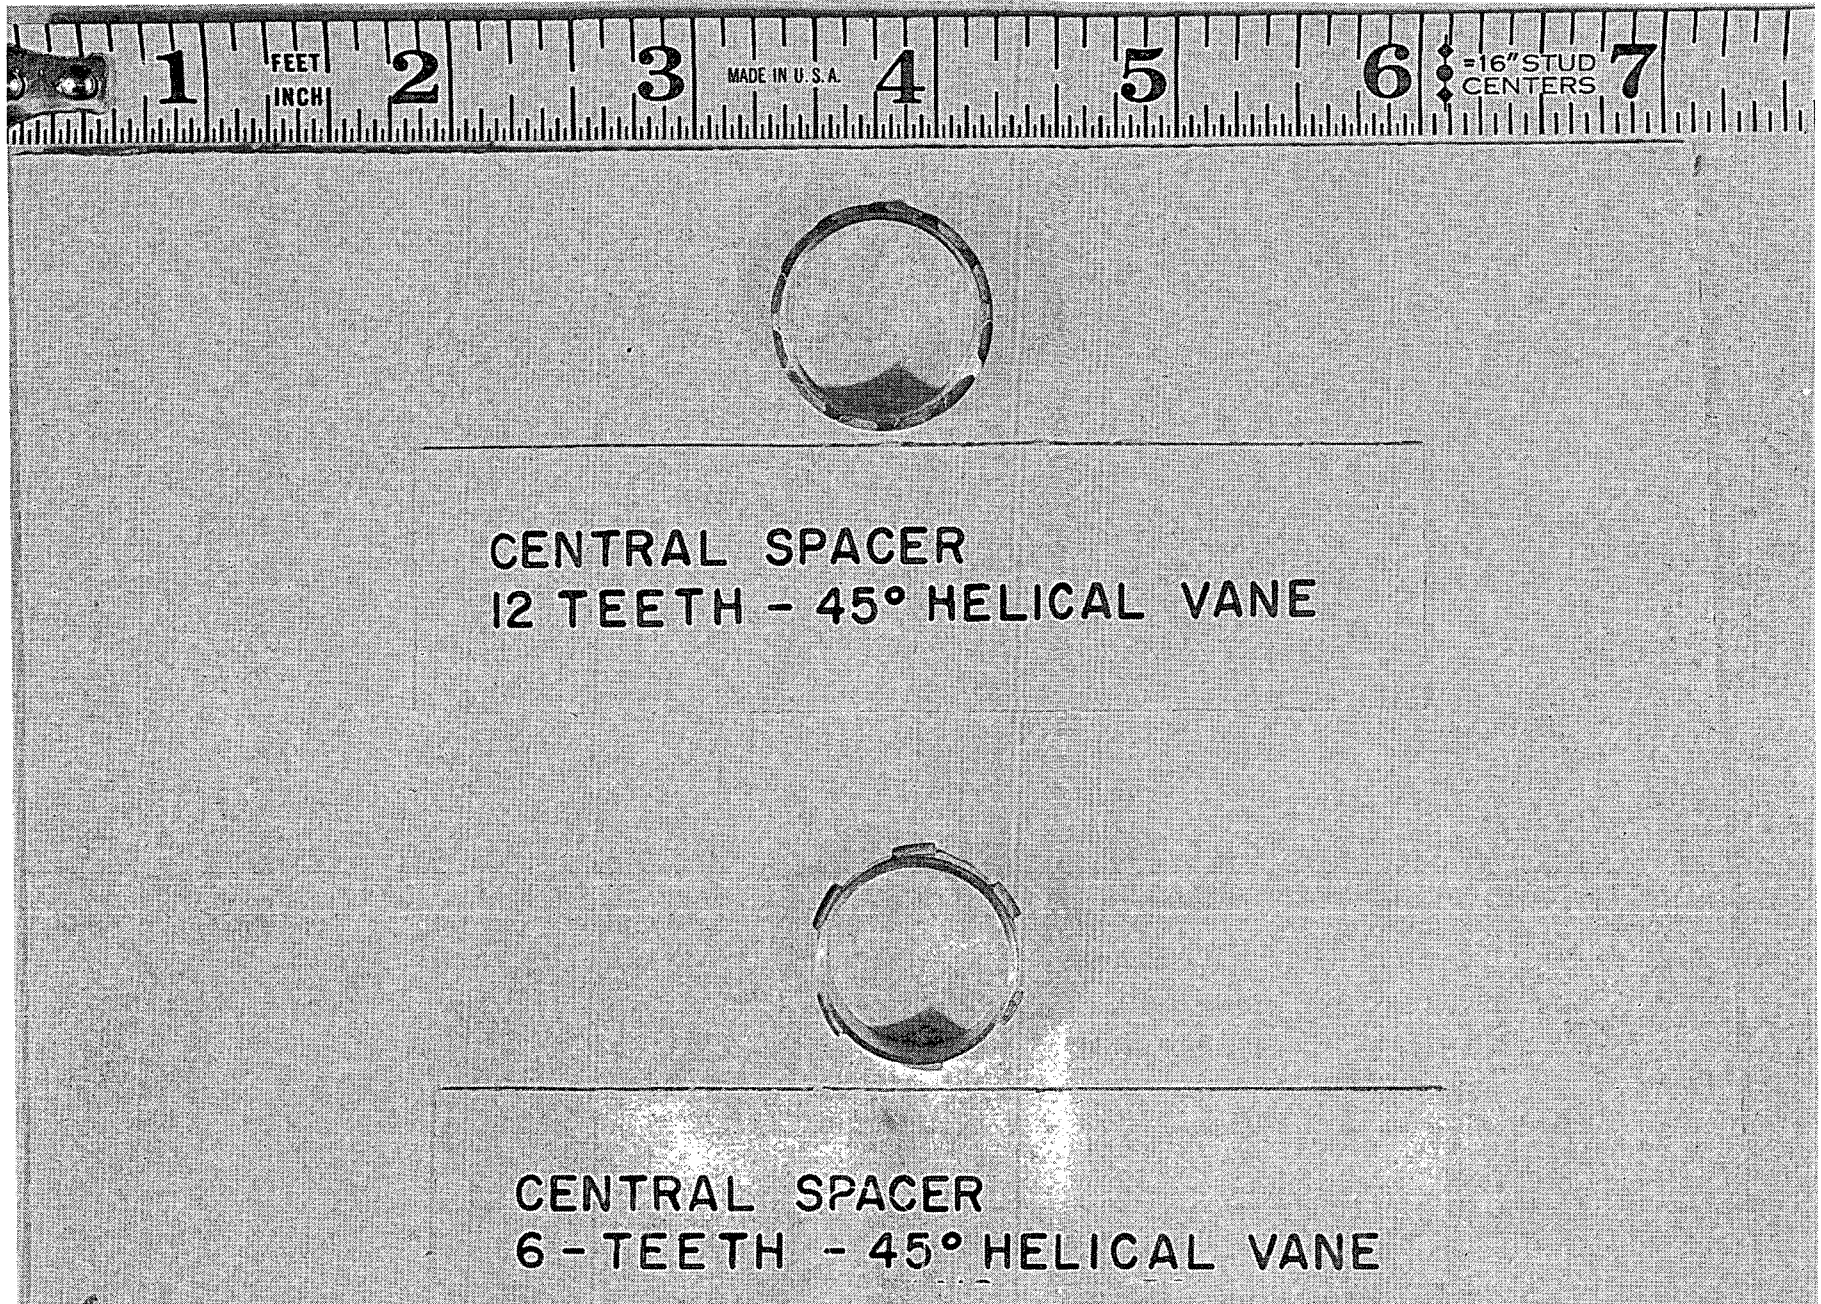 1 FEET 2 3 MADE IN U.S.A. 4 5 6 =16" STUD 7
INCH CENTERS
CENTRAL SPACER
12 TEETH - 45° HELICAL VANE
CENTRAL SPACER
6 - TEETH - 45° HELICAL VANE